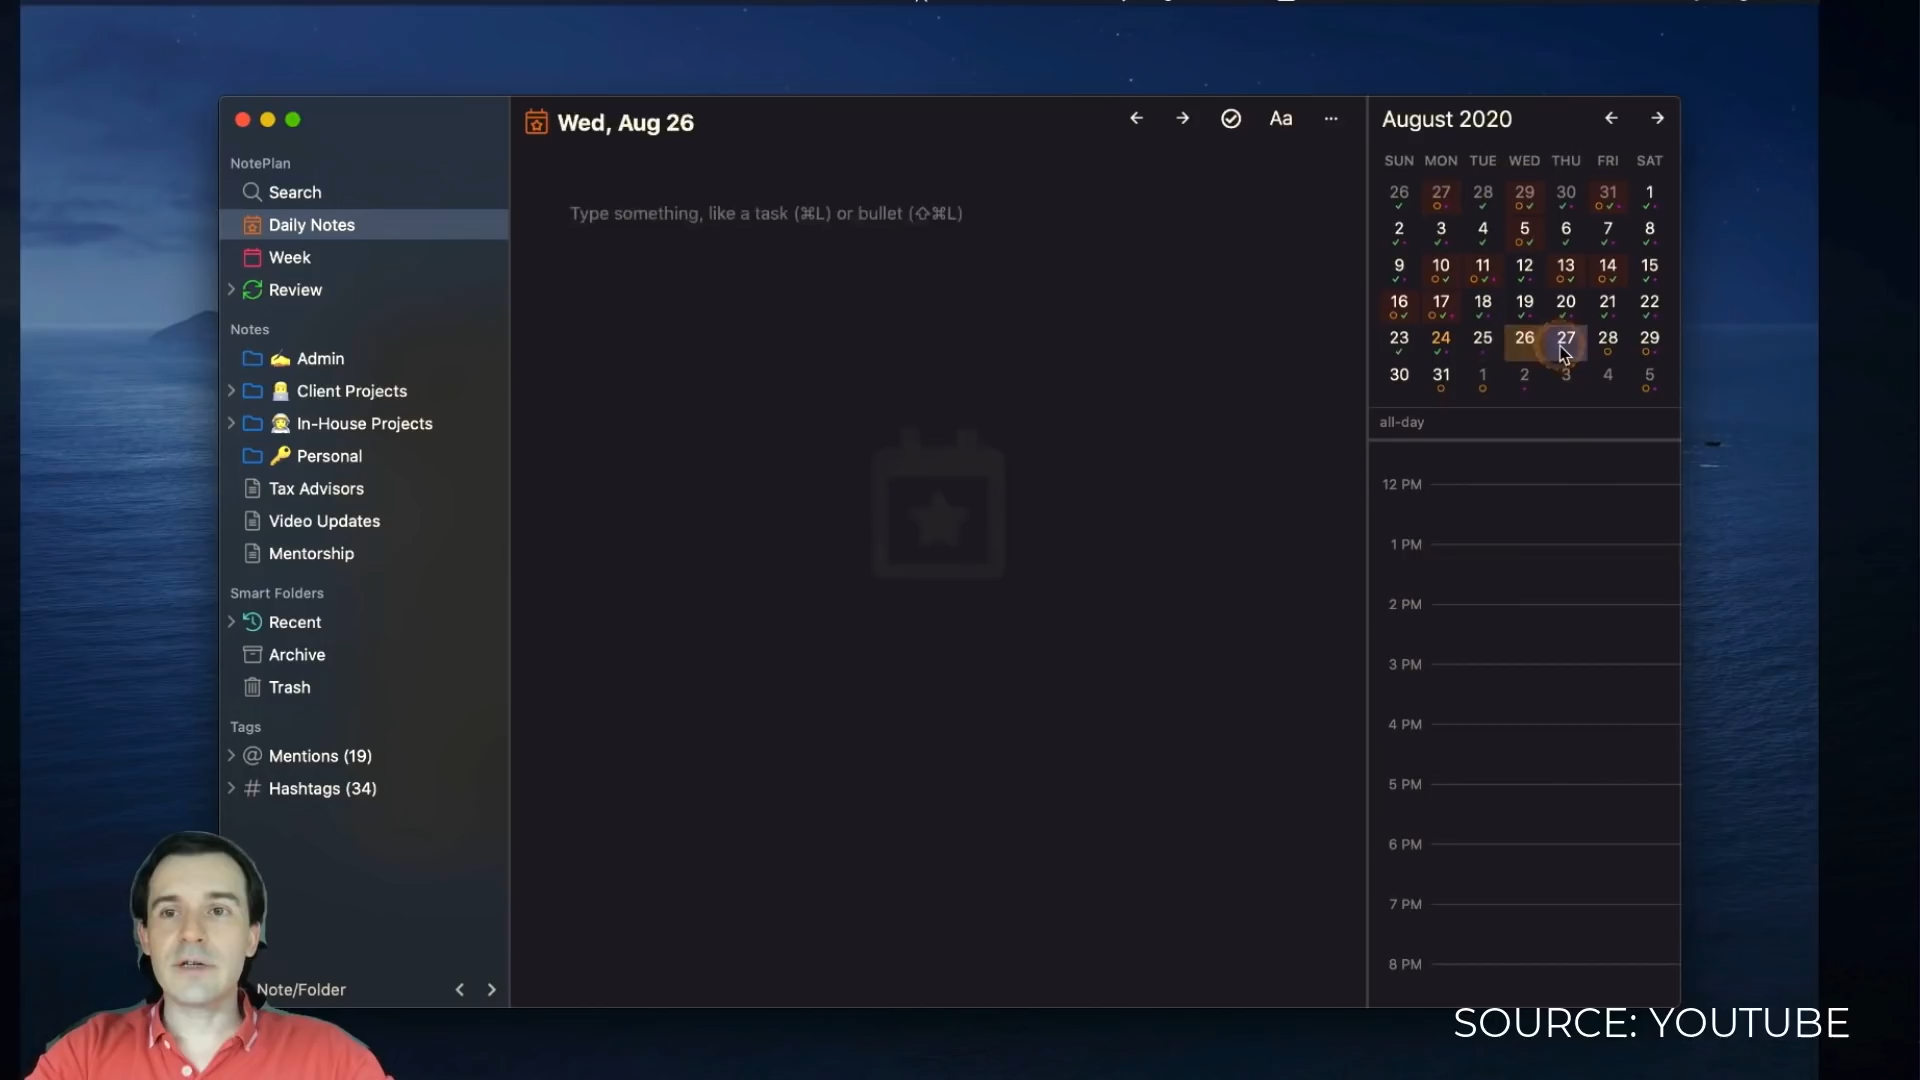 NotePlan
Search
Daily Notes
Week
Review
Notes
Admin
Client Projects
In-House Projects
Personal
Tax Advisors
Video Updates
Mentorship
Smart Folders
Recent
Archive
Trash
Tags
@ Mentions (19)
# Hashtags (34)
Note/Folder
Wed, Aug 26
Aa
Type something, like a task (⌘L) or bullet (⇧⌘L)
August 2020
SUN MON TUE WED THU FRI SAT
26 27 28 29 30 31 1
2 3 4 5 6 7 8
9 10 11 12 13 14 15
16 17 18 19 20 21 22
23 24 25 26 27 28 29
30 31 1 2 3 4 5
all-day
12 PM
1 PM
2 PM
3 PM
4 PM
5 PM
6 PM
7 PM
8 PM
SOURCE: YOUTUBE